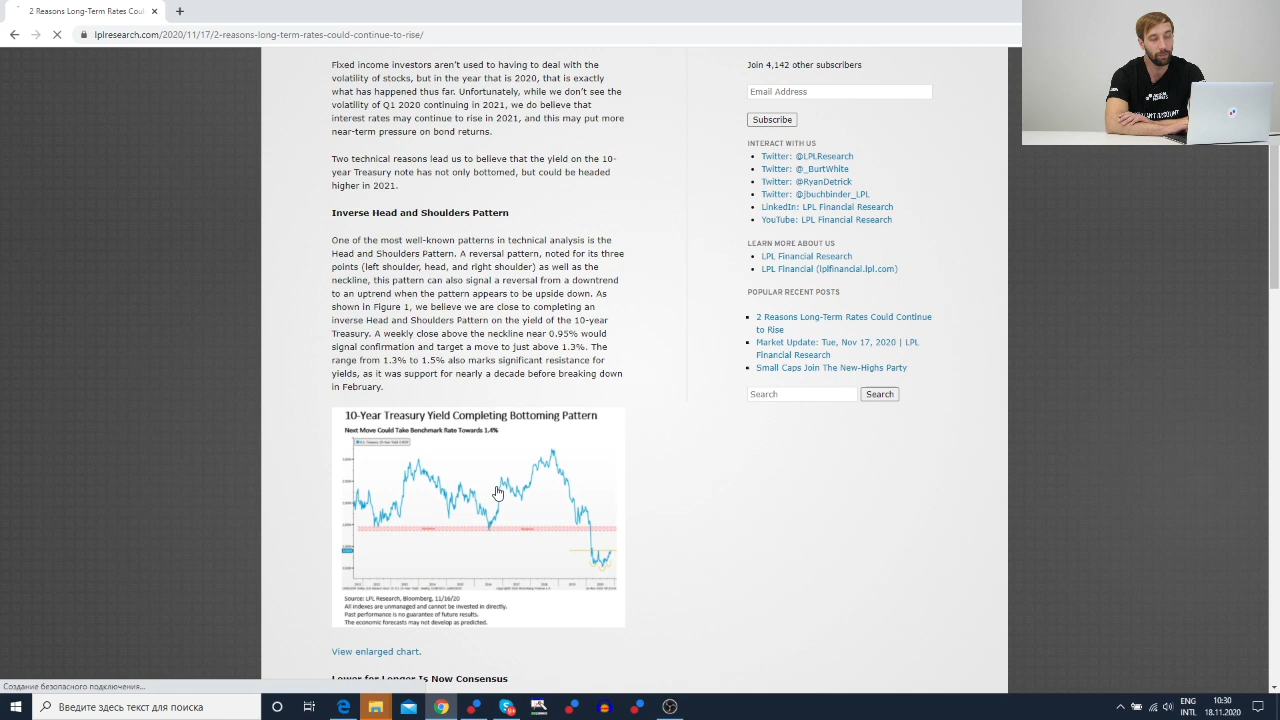 2 Reasons Long-Term Rates Coul
lplresearch.com/2020/11/17/2-reasons-long-term-rates-could-continue-to-rise/
Fixed income investors aren't used to having to deal with the
volatility of stocks, but in the year that is 2020, that is exactly
what has happened thus far. Unfortunately, while we don't see the
volatility of Q1 2020 continuing in 2021, we do believe that
interest rates may continue to rise in 2021, and this may put more
near-term pressure on bond returns.
Two technical reasons lead us to believe that the yield on the 10-
year Treasury note has not only bottomed, but could be headed
higher in 2021.
Inverse Head and Shoulders Pattern
One of the most well-known patterns in technical analysis is the
Head and Shoulders Pattern. A reversal pattern, noted for its three
points (left shoulder, head, and right shoulder) as well as the
neckline, this pattern can also signal a reversal from a downtrend
to an uptrend when the pattern appears to be upside down. As
shown in Figure 1, we believe we are close to completing an
inverse Head and Shoulders Pattern on the yield of the 10-year
Treasury. A weekly close above the neckline near 0.95% would
signal confirmation and target a move to just above 1.3%. The
range from 1.3% to 1.5% also marks significant resistance for
yields, as it was support for nearly a decade before breaking down
in February.
10-Year Treasury Yield Completing Bottoming Pattern
Next Move Could Take Benchmark Rate Towards 1.4%
Source: LPL Research, Bloomberg, 11/16/20
All indexes are unmanaged and cannot be invested in directly.
Past performance is no guarantee of future results.
The economic forecasts may not develop as predicted.
View enlarged chart.
Lower for Longer Is Now Consensus
Join 4,142 other subscribers
Email Address
Subscribe
INTERACT WITH US
Twitter: @LPLResearch
Twitter: @_BurtWhite
Twitter: @RyanDetrick
Twitter: @jbuchbinder_LPL
LinkedIn: LPL Financial Research
YouTube: LPL Financial Research
LEARN MORE ABOUT US
LPL Financial Research
LPL Financial (lplfinancial.lpl.com)
POPULAR RECENT POSTS
2 Reasons Long-Term Rates Could Continue
to Rise
Market Update: Tue, Nov 17, 2020 | LPL
Financial Research
Small Caps Join The New-Highs Party
Search
Search
Создание безопасного подключения...
Введите здесь текст для поиска
ENG
INTL
10:30
18.11.2020